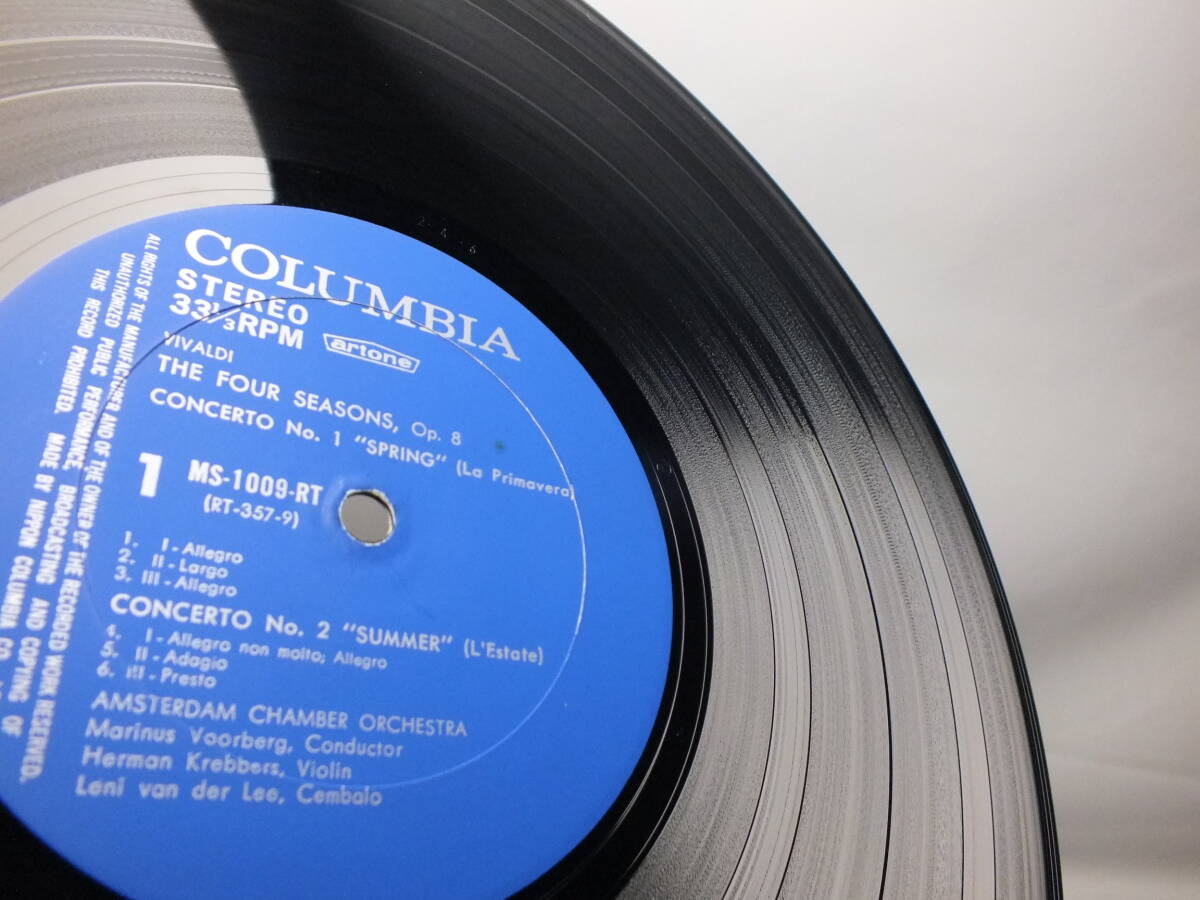 COLUMBIA
STEREO
33 1/3 RPM
artone
VIVALDI
THE FOUR SEASONS, Op. 8
CONCERTO No. 1 "SPRING" (La Primavera)
1
MS-1009-RT
(RT-357-9)
1. I - Allegro
2. II - Largo
3. III - Allegro
CONCERTO No. 2 "SUMMER" (L'Estate)
4. I - Allegro non molto; Allegro
5. II - Adagio
6. III - Presto
AMSTERDAM CHAMBER ORCHESTRA
Marinus Voorberg, Conductor
Herman Krebbers, Violin
Leni van der Lee, Cembalo
ALL RIGHTS OF THE MANUFACTURER AND OF THE OWNER OF THE RECORDED WORK RESERVED.
UNAUTHORIZED PUBLIC PERFORMANCE, BROADCASTING AND COPYING OF
THIS RECORD PROHIBITED. MADE BY NIPPON COLUMBIA CO.